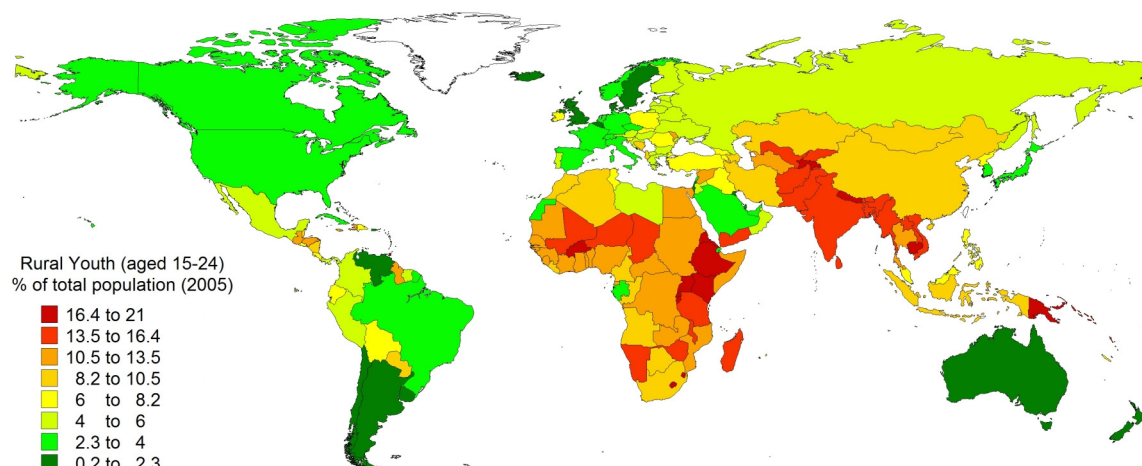 Rural Youth (aged 15-24)
% of total population (2005)
16.4 to 21
13.5 to 16.4
10.5 to 13.5
8.2 to 10.5
6 to 8.2
4 to 6
2.3 to 4
0.2 to 2.3